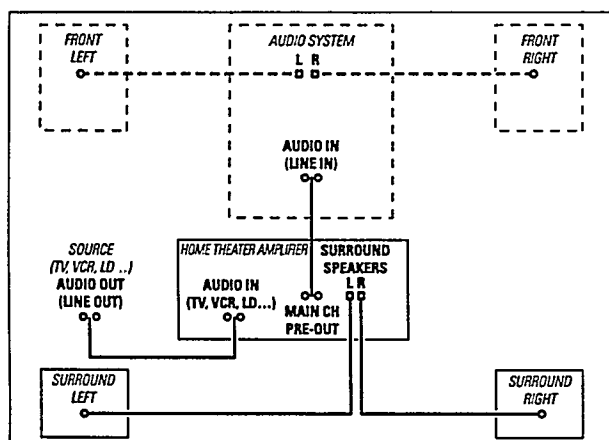 FRONT
LEFT
AUDIO SYSTEM
L R
FRONT
RIGHT
AUDIO IN
(LINE IN)
SOURCE
(TV, VCR, LD ..)
AUDIO OUT
(LINE OUT)
HOME THEATER AMPLIFIER
AUDIO IN
(TV, VCR, LD...)
MAIN CH
PRE-OUT
SURROUND
SPEAKERS
L R
SURROUND
LEFT
SURROUND
RIGHT